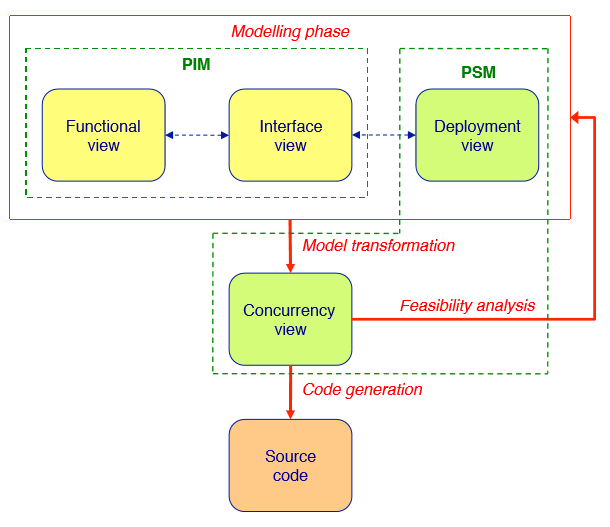 Modelling phase
PIM
PSM
Functional
view
Interface
view
Deployment
view
Model transformation
Concurrency
view
Feasibility analysis
Code generation
Source
code